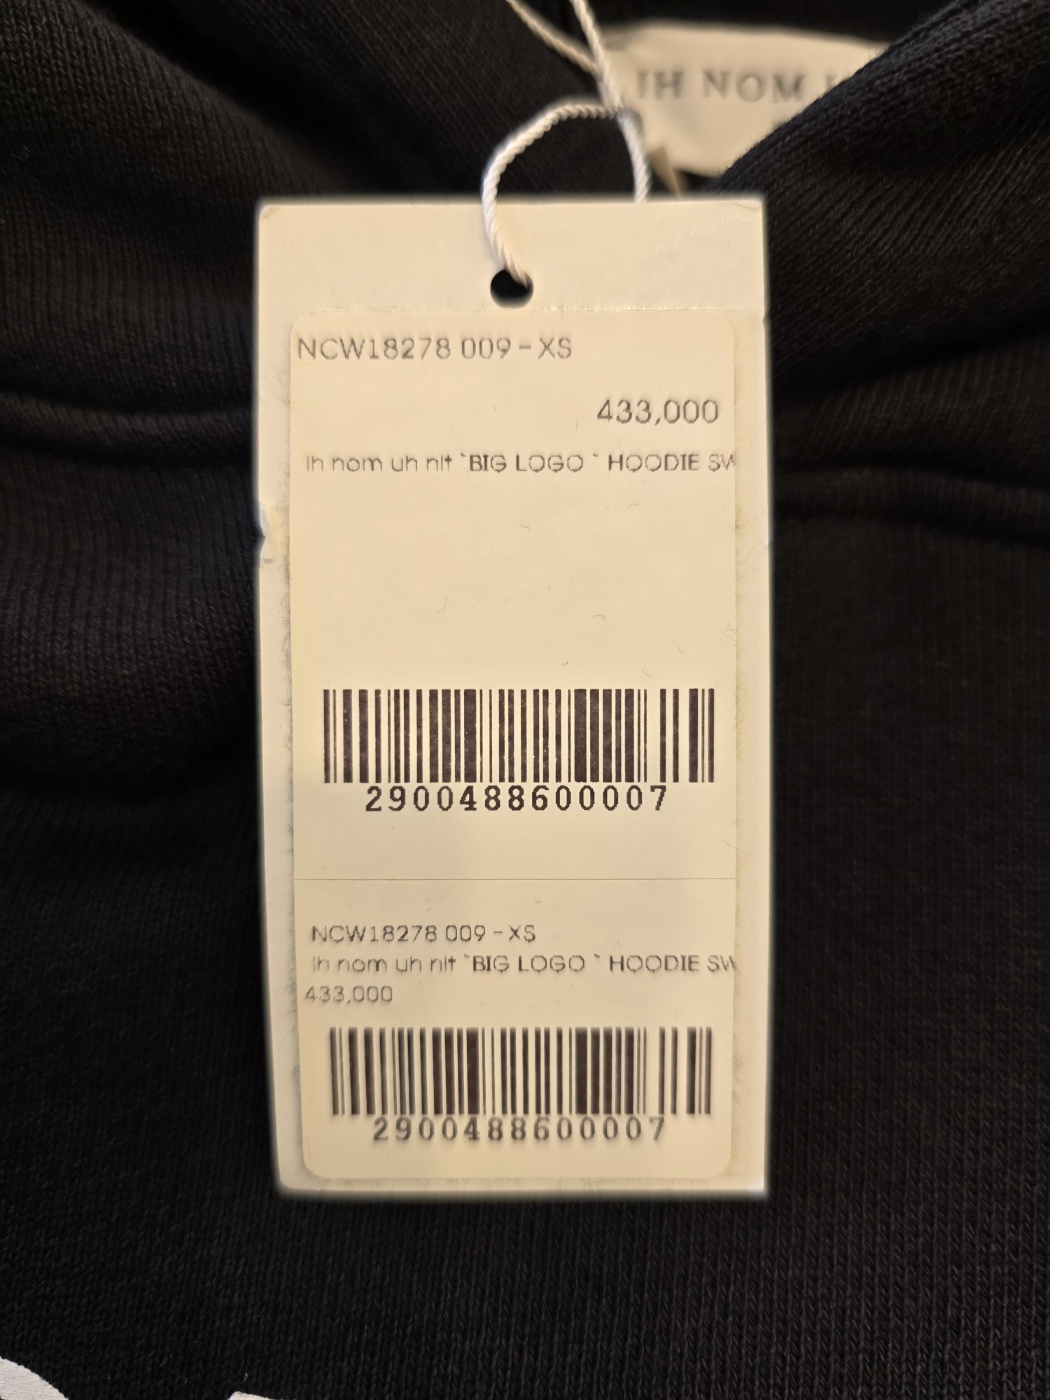 IH NOM
NCW18278 009-XS
433,000
ih nom uh nit `BIG LOGO ` HOODIE SW
2900488600007
NCW18278 009-XS
ih nom uh nit `BIG LOGO ` HOODIE SW
433,000
2900488600007